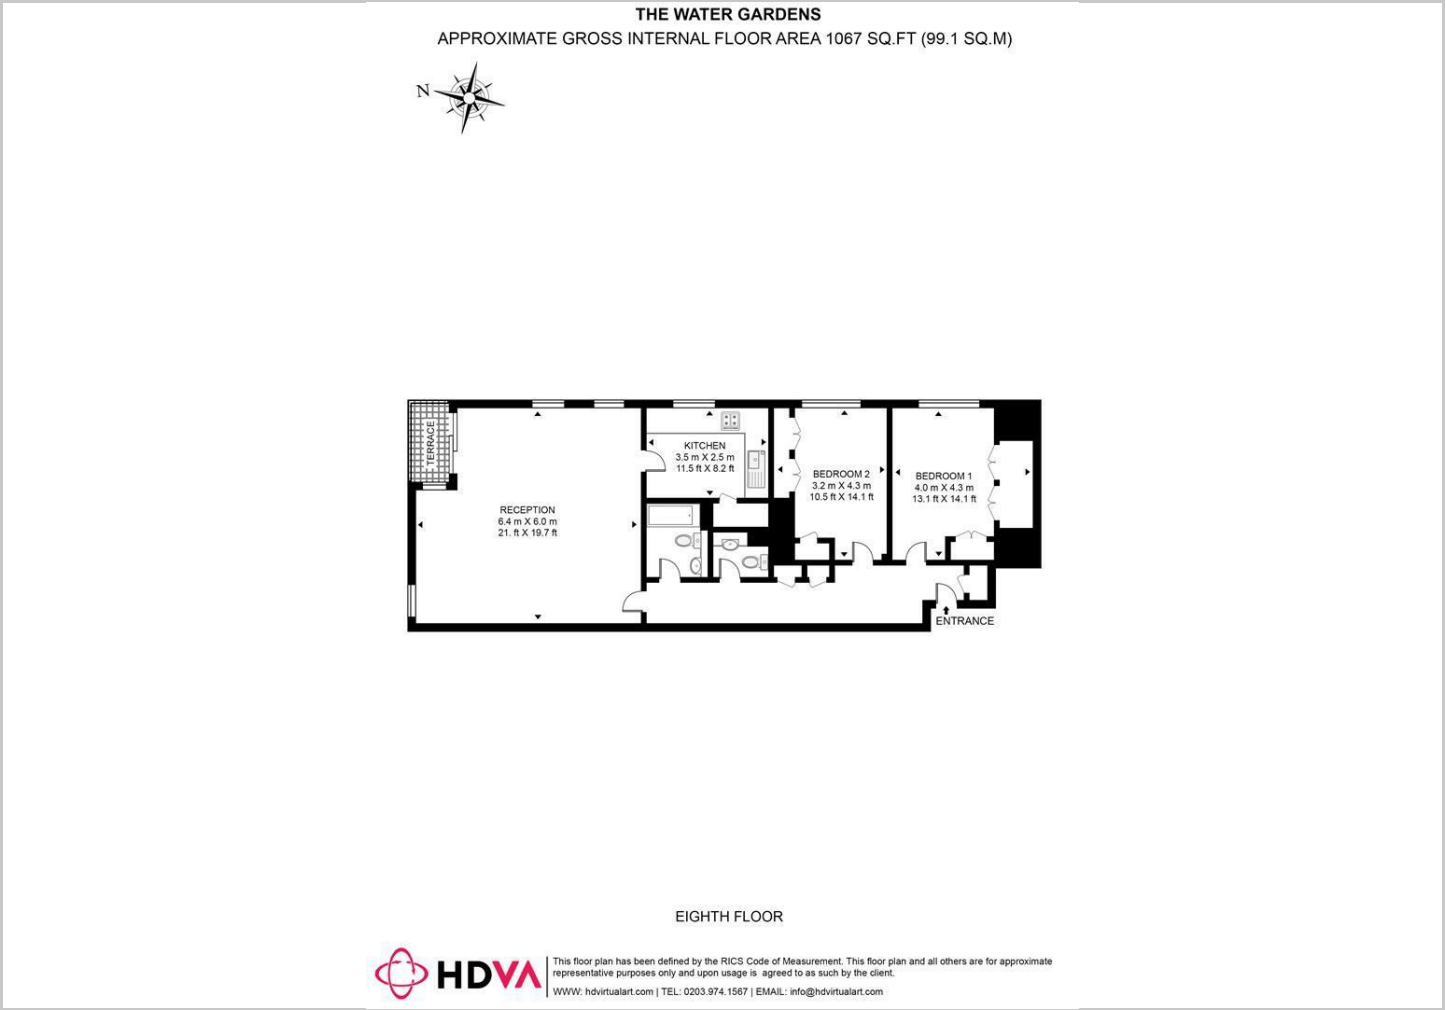 THE WATER GARDENS
APPROXIMATE GROSS INTERNAL FLOOR AREA 1067 SQ.FT (99.1 SQ.M)
N
TERRACE
RECEPTION
6.4 m X 6.0 m
21. ft X 19.7 ft
KITCHEN
3.5 m X 2.5 m
11.5 ft X 8.2 ft
BEDROOM 2
3.2 m X 4.3 m
10.5 ft X 14.1 ft
BEDROOM 1
4.0 m X 4.3 m
13.1 ft X 14.1 ft
ENTRANCE
EIGHTH FLOOR
HDVA
This floor plan has been defined by the RICS Code of Measurement. This floor plan and all others are for approximate
representative purposes only and upon usage is agreed to as such by the client.
WWW: hdvirtualart.com | TEL: 0203.974.1567 | EMAIL: info@hdvirtualart.com